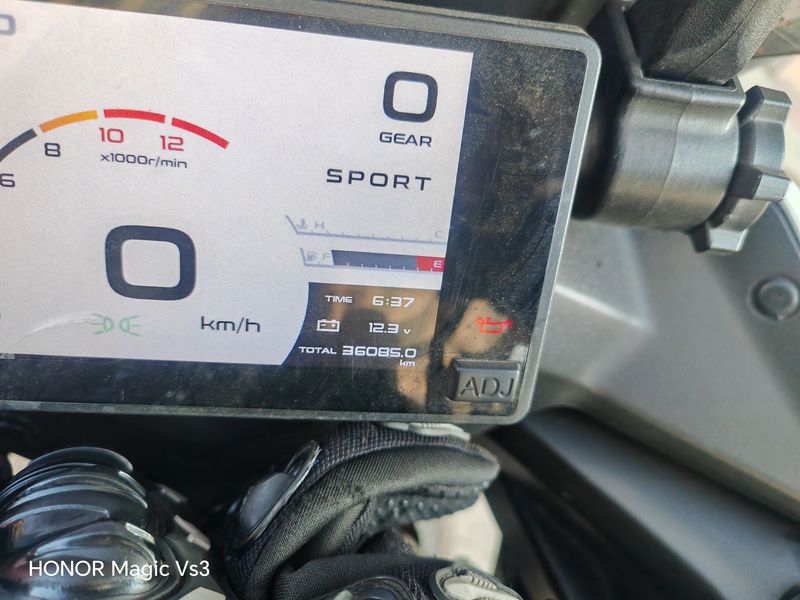 0
GEAR
SPORT
6 8 10 12
x1000r/min
H C
F E
0
km/h
TIME 6:37
12.3 v
TOTAL 36085.0
km
ADJ
HONOR Magic Vs3